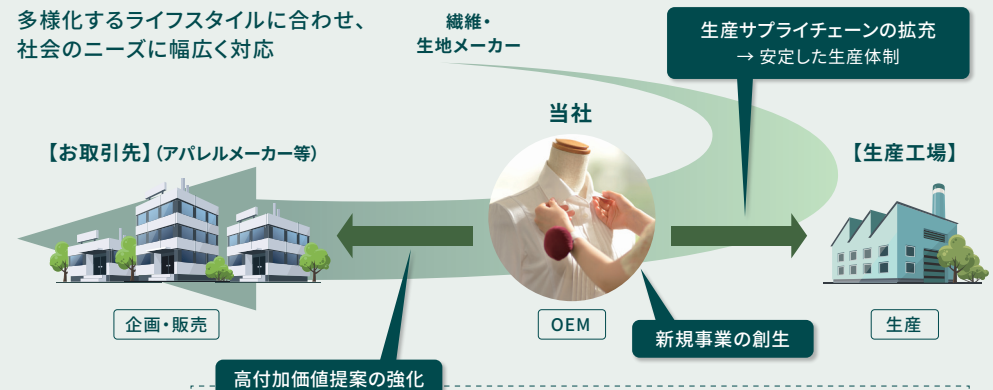 多様化するライフスタイルに合わせ、
社会のニーズに幅広く対応
繊維・
生地メーカー
生産サプライチェーンの拡充
→ 安定した生産体制
当社
【お取引先】（アパレルメーカー等）
【生産工場】
企画・販売
OEM
生産
新規事業の創生
高付加価値提案の強化